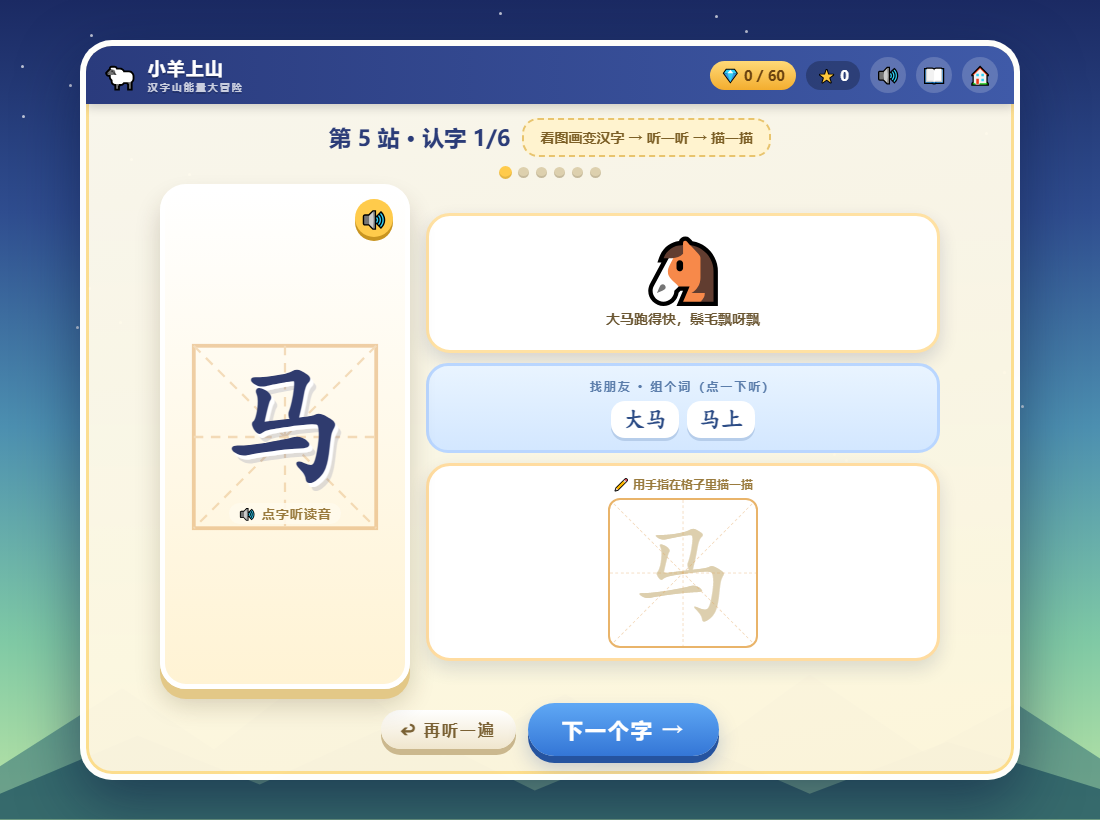 小羊上山
汉字山能量大冒险
0 / 60
0
第 5 站 · 认字 1/6
看图画变汉字 → 听一听 → 描一描
马
点字听读音
大马跑得快，鬃毛飘呀飘
找朋友 · 组个词（点一下听）
大马 马上
用手指在格子里描一描
马
↩ 再听一遍
下一个字 →